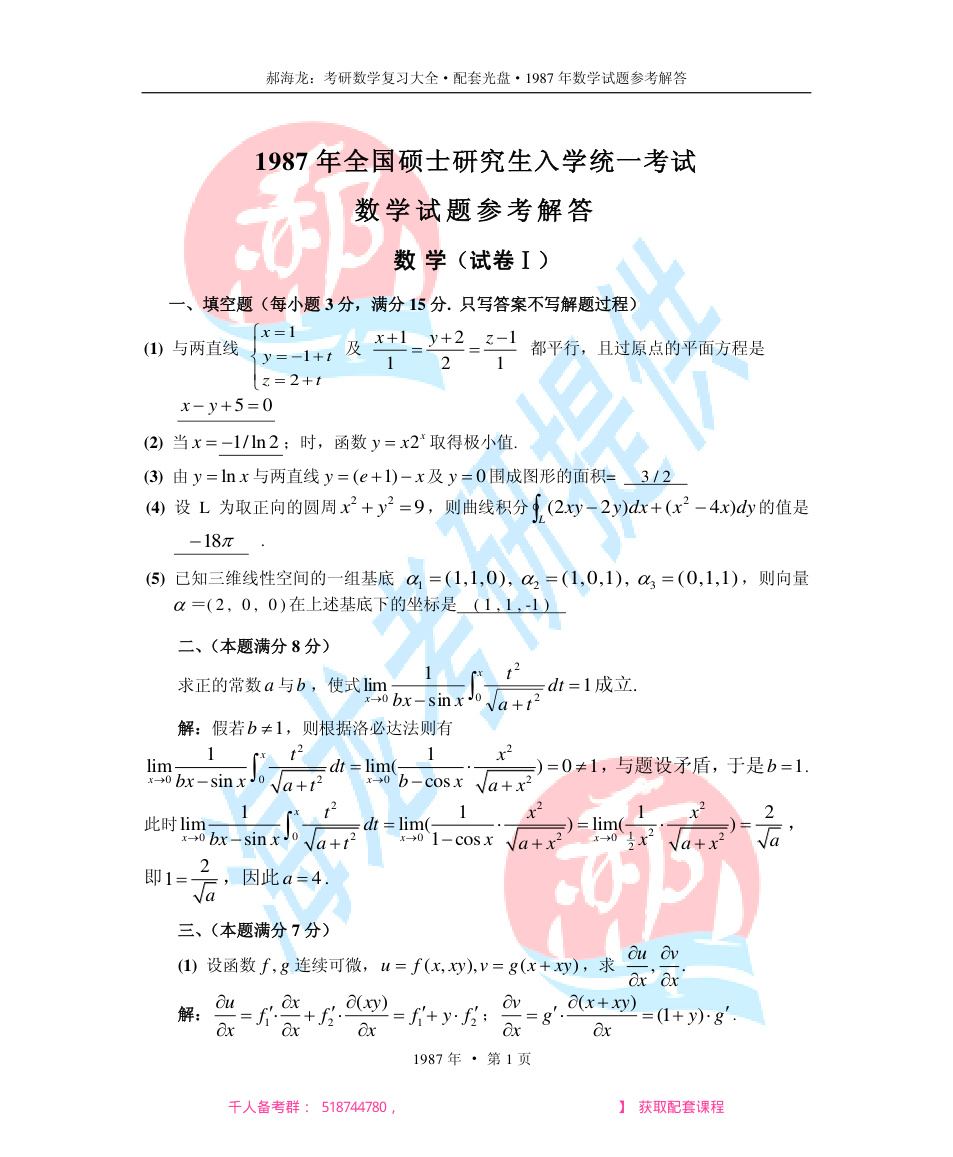 郝海龙：考研数学复习大全·配套光盘·1987 年数学试题参考解答
1987 年全国硕士研究生入学统一考试
数学试题参考解答
数 学（试卷Ⅰ）
一、填空题（每小题 3 分，满分 15 分. 只写答案不写解题过程）
(1) 与两直线 { x = 1, y = −1 + t, z = 2 + t 及 (x+1)/1 = (y+2)/2 = (z−1)/1 都平行，且过原点的平面方程是
x − y + 5 = 0
(2) 当 x = −1/ ln 2；时，函数 y = x2^x 取得极小值.
(3) 由 y = ln x 与两直线 y = (e +1) − x 及 y = 0 围成图形的面积= 3 / 2
(4) 设 L 为取正向的圆周 x² + y² = 9，则曲线积分 ∮_L (2xy − 2y)dx + (x² − 4x)dy 的值是
−18π .
(5) 已知三维线性空间的一组基底 α₁ = (1,1,0), α₂ = (1,0,1), α₃ = (0,1,1)，则向量
α ＝( 2 , 0 , 0 ) 在上述基底下的坐标是 ( 1 , 1 , -1 )
二、（本题满分 8 分）
求正的常数 a 与 b，使式 lim_{x→0} 1/(bx − sin x) ∫_0^x t²/√(a + t²) dt = 1 成立.
解：假若 b ≠ 1，则根据洛必达法则有
lim_{x→0} 1/(bx − sin x) ∫_0^x t²/√(a + t²) dt = lim_{x→0} ( 1/(b − cos x) · x²/√(a + x²) ) = 0 ≠ 1，与题设矛盾，于是 b = 1.
此时 lim_{x→0} 1/(bx − sin x) ∫_0^x t²/√(a + t²) dt = lim_{x→0} ( 1/(1 − cos x) · x²/√(a + x²) ) = lim_{x→0} ( 1/(½x²) · x²/√(a + x²) ) = 2/√a，
即 1 = 2/√a，因此 a = 4.
三、（本题满分 7 分）
(1) 设函数 f , g 连续可微，u = f (x, xy), v = g(x + xy)，求 ∂u/∂x , ∂v/∂x .
解：∂u/∂x = f₁′ · ∂x/∂x + f₂′ · ∂(xy)/∂x = f₁′ + y · f₂′；∂v/∂x = g′ · ∂(x + xy)/∂x = (1 + y) · g′ .
1987 年 • 第 1 页
千人备考群： 518744780， 】 获取配套课程
郝
海龙考研提供
郝